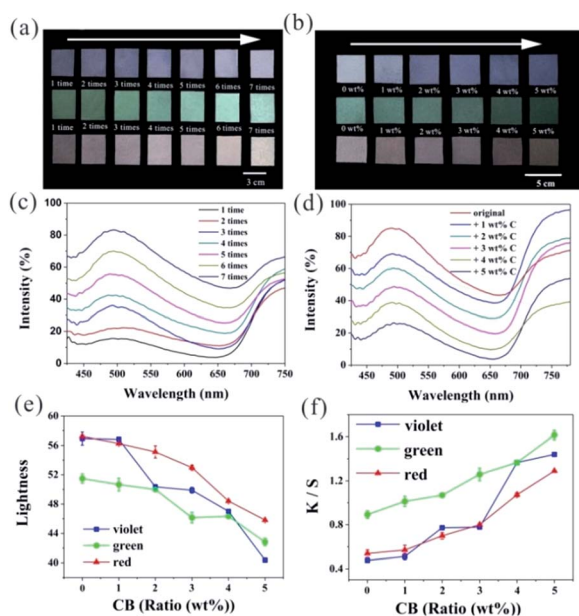 (a)
1 time 2 times 3 times 4 times 5 times 6 times 7 times
1 time 2 times 3 times 4 times 5 times 6 times 7 times
3 cm
(b)
0 wt% 1 wt% 2 wt% 3 wt% 4 wt% 5 wt%
0 wt% 1 wt% 2 wt% 3 wt% 4 wt% 5 wt%
5 cm
(c)
Intensity (%)
100
80
60
40
20
0
1 time
2 times
3 times
4 times
5 times
6 times
7 times
450 500 550 600 650 700 750
Wavelength (nm)
(d)
Intensity (%)
100
80
60
40
20
0
original
+ 1 wt% C
+ 2 wt% C
+ 3 wt% C
+ 4 wt% C
+ 5 wt% C
450 500 550 600 650 700 750
Wavelength (nm)
(e)
Lightness
60
56
52
48
44
40
violet
green
red
0 1 2 3 4 5
CB (Ratio (wt%))
(f)
K / S
1.6
1.2
0.8
0.4
violet
green
red
0 1 2 3 4 5
CB (Ratio (wt%))